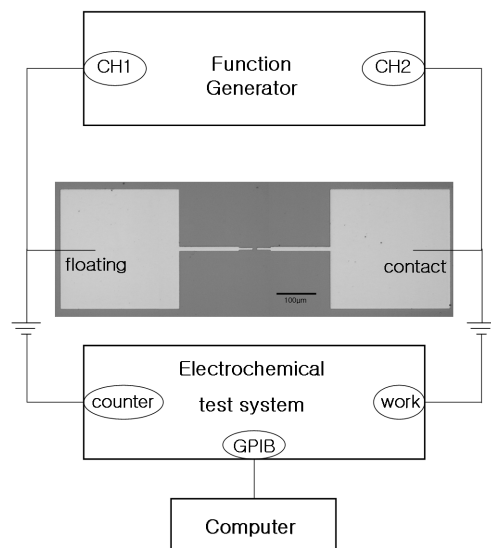 CH1
Function
Generator
CH2
floating
contact
100μm
Electrochemical
test system
counter
work
GPIB
Computer